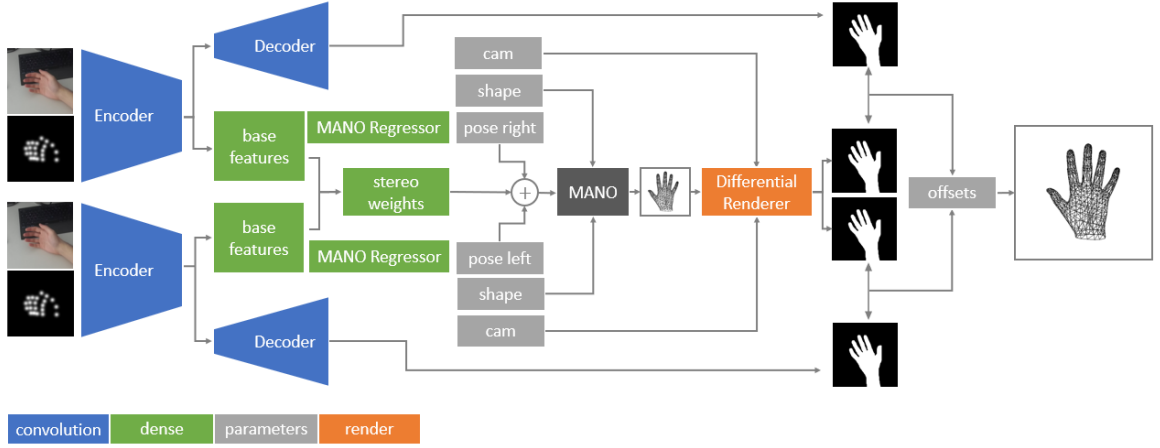 Decoder
cam
shape
Encoder
base
features
MANO Regressor
pose right
stereo
weights
+
MANO
Differential
Renderer
offsets
base
features
Encoder
MANO Regressor
pose left
shape
cam
Decoder
convolution
dense
parameters
render